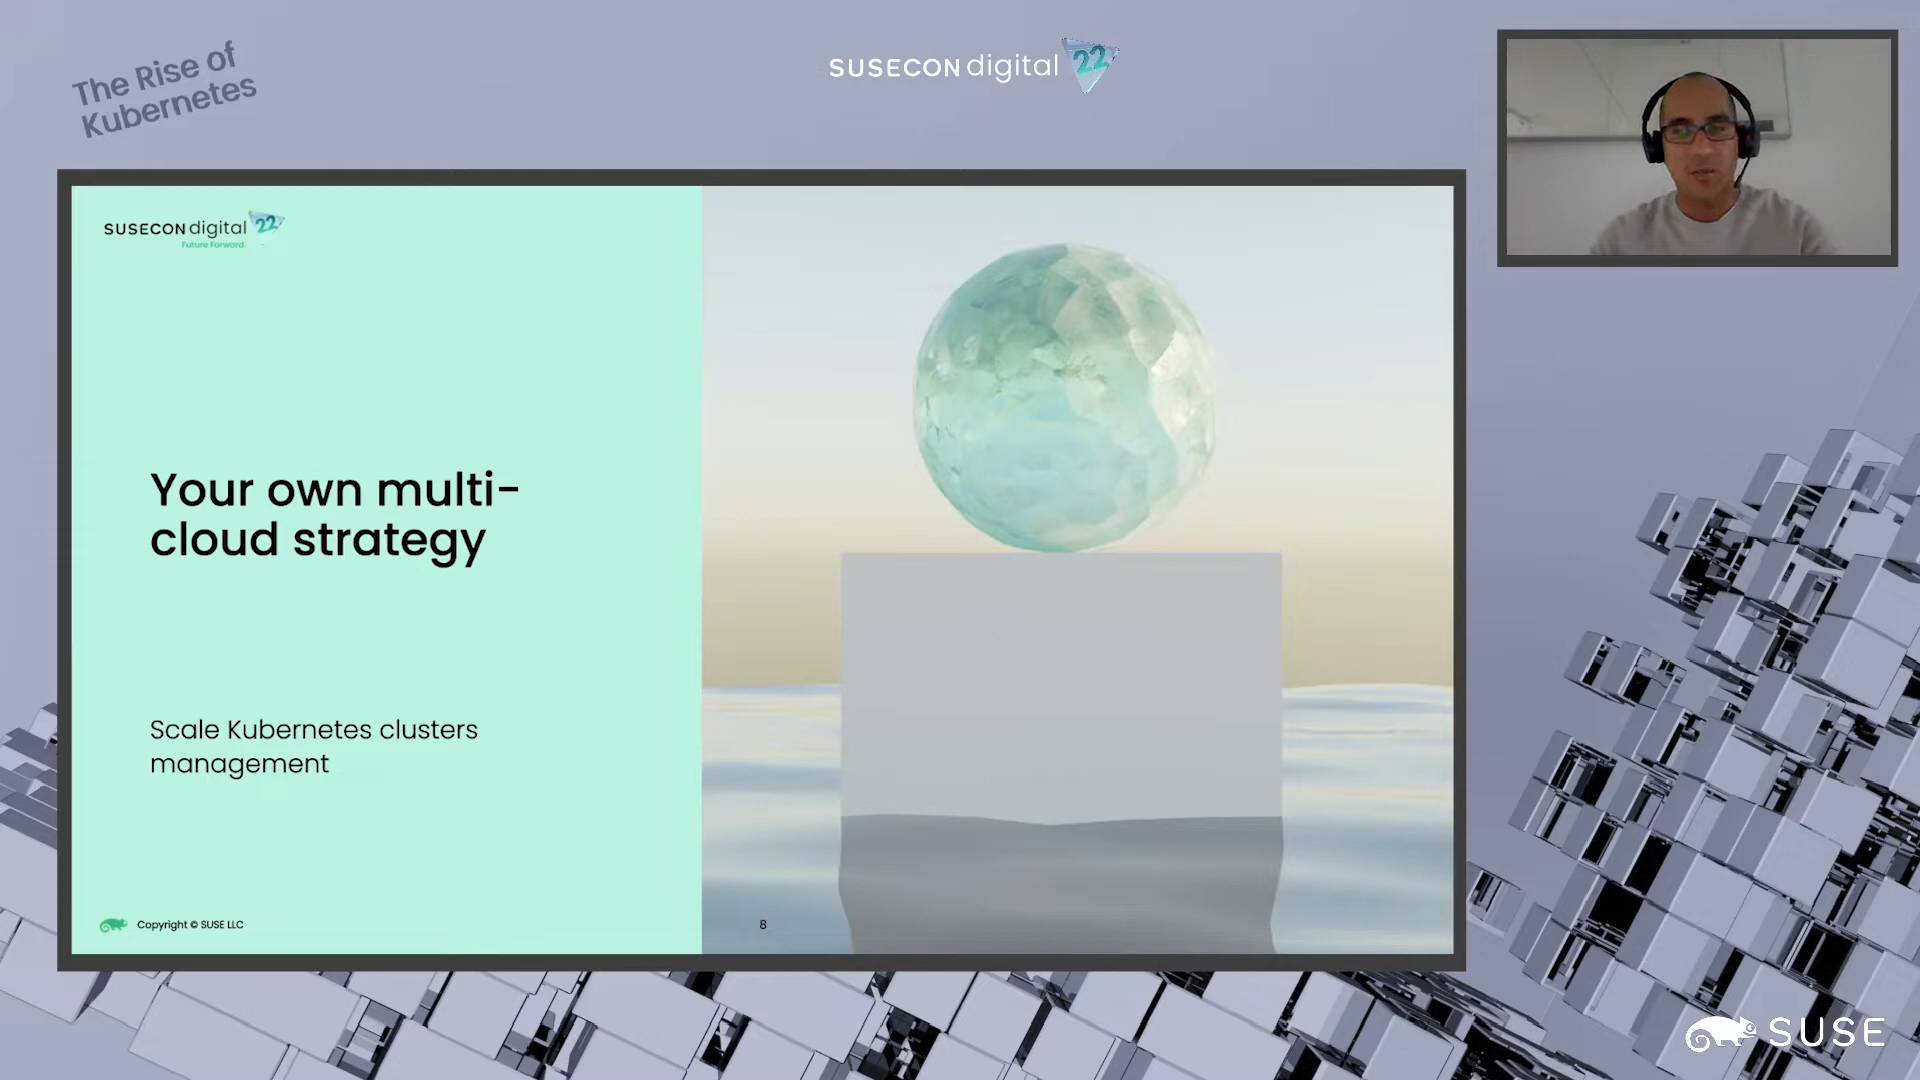 The Rise of
Kubernetes
SUSECON digital 22
SUSECON digital 22
Future Forward.
Your own multi-
cloud strategy
Scale Kubernetes clusters
management
Copyright © SUSE LLC
8
SUSE